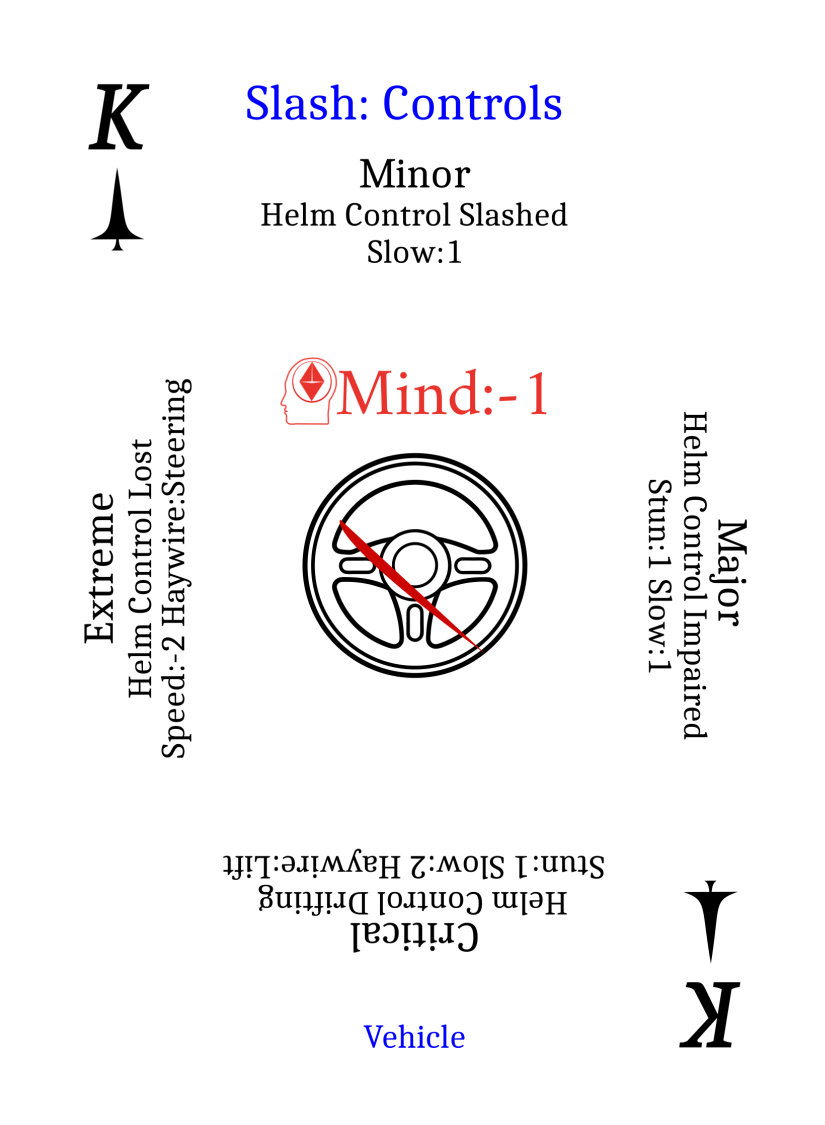 K
Slash: Controls
Minor
Helm Control Slashed
Slow:1
Mind:-1
Extreme
Helm Control Lost
Speed:-2 Haywire:Steering
Major
Helm Control Impaired
Stun:1 Slow:1
Critical
Helm Control Drifting
Stun:1 Slow:2 Haywire:Lift
Vehicle
K